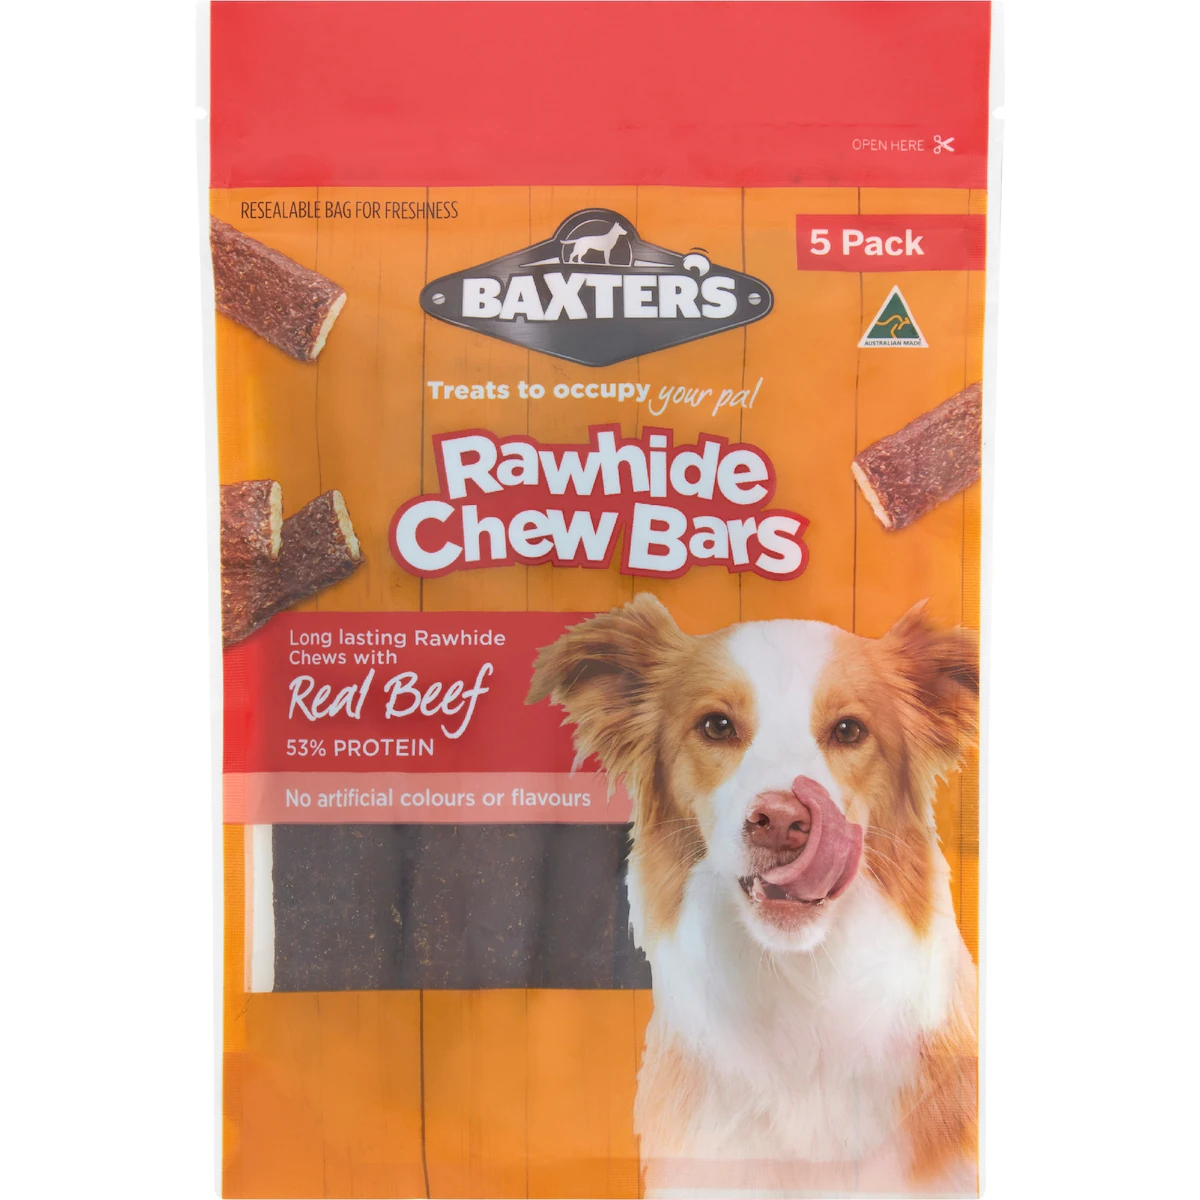 OPEN HERE
RESEALABLE BAG FOR FRESHNESS
5 Pack
BAXTER'S
AUSTRALIAN MADE
Treats to occupy your pal
Rawhide
Chew Bars
Long lasting Rawhide
Chews with
Real Beef
53% PROTEIN
No artificial colours or flavours